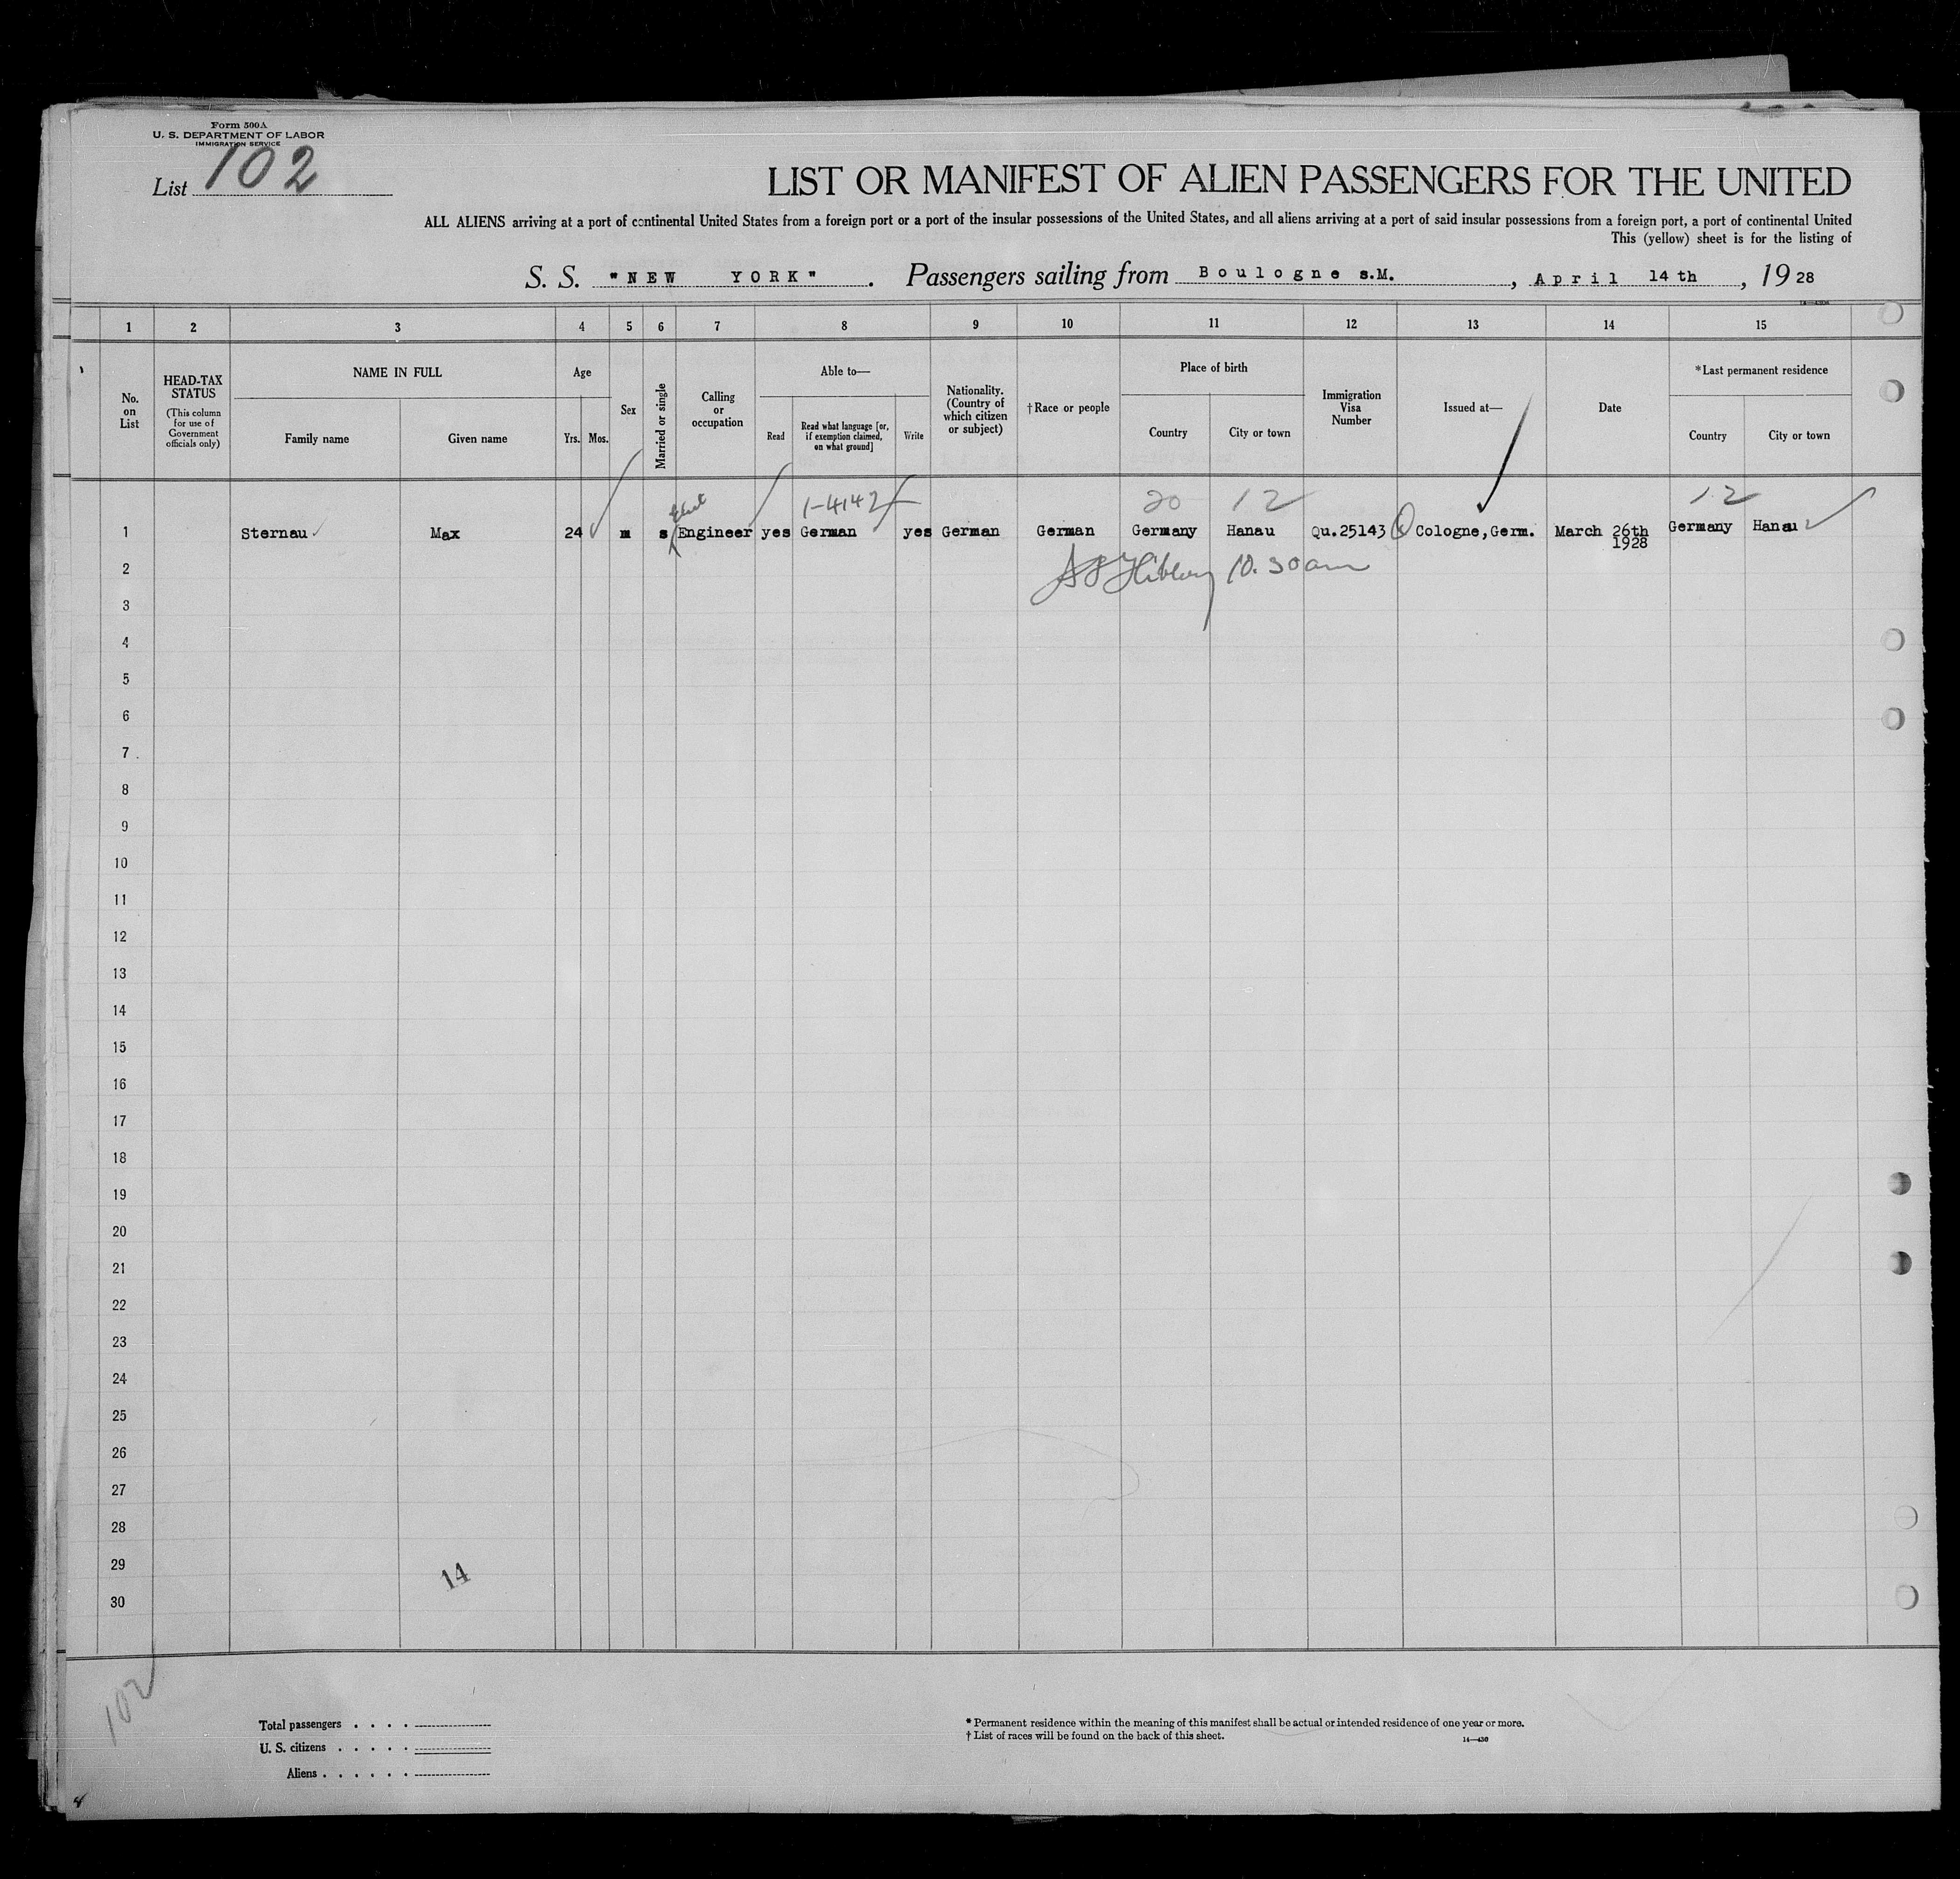 Form 500A
U. S. DEPARTMENT OF LABOR
IMMIGRATION SERVICE
List 102
LIST OR MANIFEST OF ALIEN PASSENGERS FOR THE UNITED
ALL ALIENS arriving at a port of continental United States from a foreign port or a port of the insular possessions of the United States, and all aliens arriving at a port of said insular possessions from a foreign port, a port of continental United
This (yellow) sheet is for the listing of
S. S. "NEW YORK". Passengers sailing from Boulogne s.M., April 14th, 1928
1 2 3 4 5 6 7 8 9 10 11 12 13 14 15
No. on List
HEAD-TAX STATUS
(This column for use of Government officials only)
NAME IN FULL
Family name Given name
Age
Yrs. Mos.
Sex
Married or single
Calling or occupation
Able to—
Read
Read what language [or, if exemption claimed, on what ground]
Write
Nationality. (Country of which citizen or subject)
†Race or people
Place of birth
Country City or town
Immigration Visa Number
Issued at—
Date
*Last permanent residence
Country City or town
Elect 1-4142 20 12 12
1 Sternau Max 24 m s Engineer yes German yes German German Germany Hanau Qu.25143 Cologne,Germ. March 26th 1928 Germany Hanau
2 10.30am
3
4
5
6
7
8
9
10
11
12
13
14
15
16
17
18
19
20
21
22
23
24
25
26
27
28
29
14
30
102
Total passengers . . . .
U. S. citizens . . . . .
Aliens . . . . . .
* Permanent residence within the meaning of this manifest shall be actual or intended residence of one year or more.
† List of races will be found on the back of this sheet.
14—430